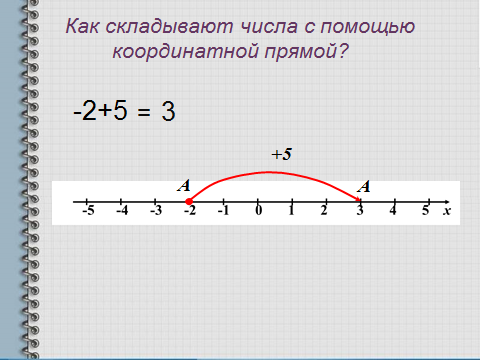 Как складывают числа с помощью
координатной прямой?
-2+5 = 3
+5
A A
-5 -4 -3 -2 -1 0 1 2 3 4 5 x